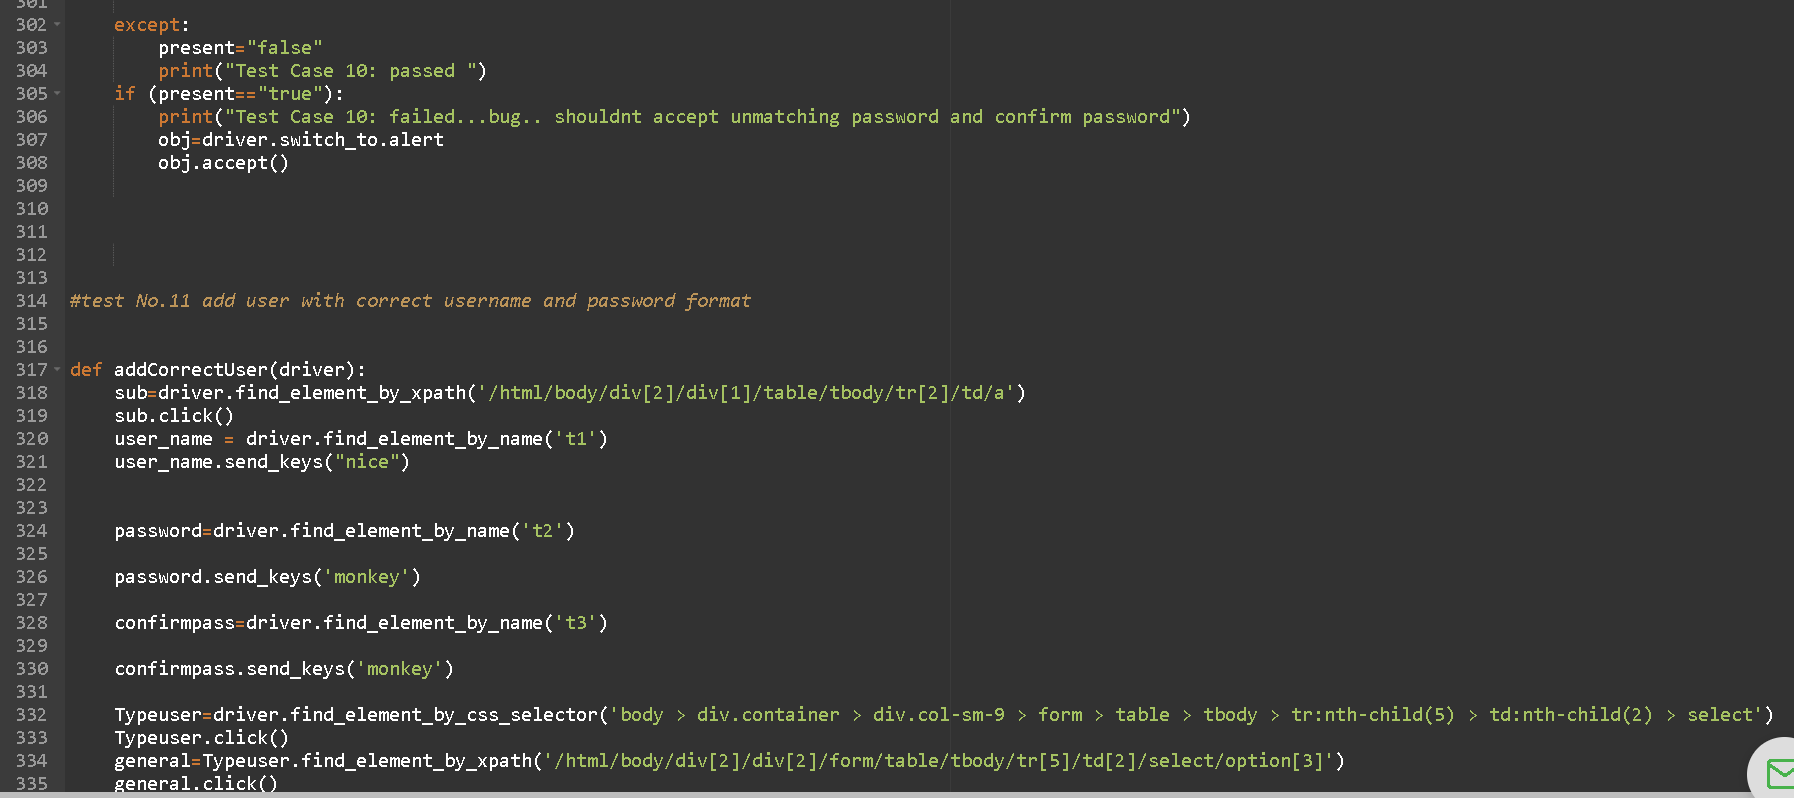 301
302 except:
303 present="false"
304 print("Test Case 10: passed ")
305 if (present=="true"):
306 print("Test Case 10: failed...bug.. shouldnt accept unmatching password and confirm password")
307 obj=driver.switch_to.alert
308 obj.accept()
309
310
311
312
313
314 #test No.11 add user with correct username and password format
315
316
317 def addCorrectUser(driver):
318 sub=driver.find_element_by_xpath('/html/body/div[2]/div[1]/table/tbody/tr[2]/td/a')
319 sub.click()
320 user_name = driver.find_element_by_name('t1')
321 user_name.send_keys("nice")
322
323
324 password=driver.find_element_by_name('t2')
325
326 password.send_keys('monkey')
327
328 confirmpass=driver.find_element_by_name('t3')
329
330 confirmpass.send_keys('monkey')
331
332 Typeuser=driver.find_element_by_css_selector('body > div.container > div.col-sm-9 > form > table > tbody > tr:nth-child(5) > td:nth-child(2) > select')
333 Typeuser.click()
334 general=Typeuser.find_element_by_xpath('/html/body/div[2]/div[2]/form/table/tbody/tr[5]/td[2]/select/option[3]')
335 general.click()